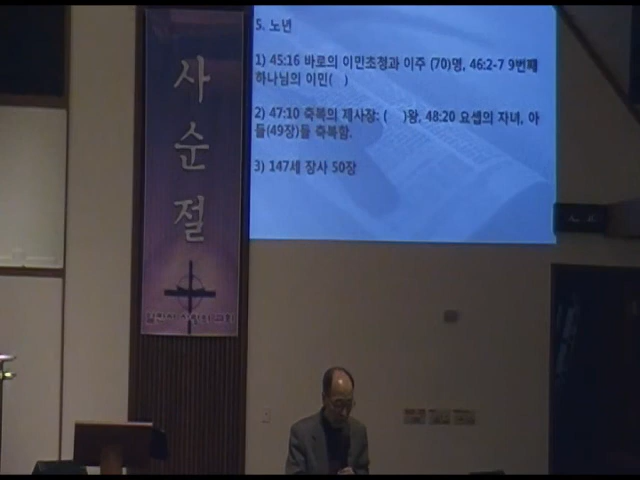 5. 노년
1) 45:16 바로의 이민초청과 이주 (70)명, 46:2-7 9번째
하나님의 이민(   )
2) 47:10 축복의 제사장: (   )왕, 48:20 요셉의 자녀, 아
들(49장)들 축복함.
3) 147세 장사 50장
사순절